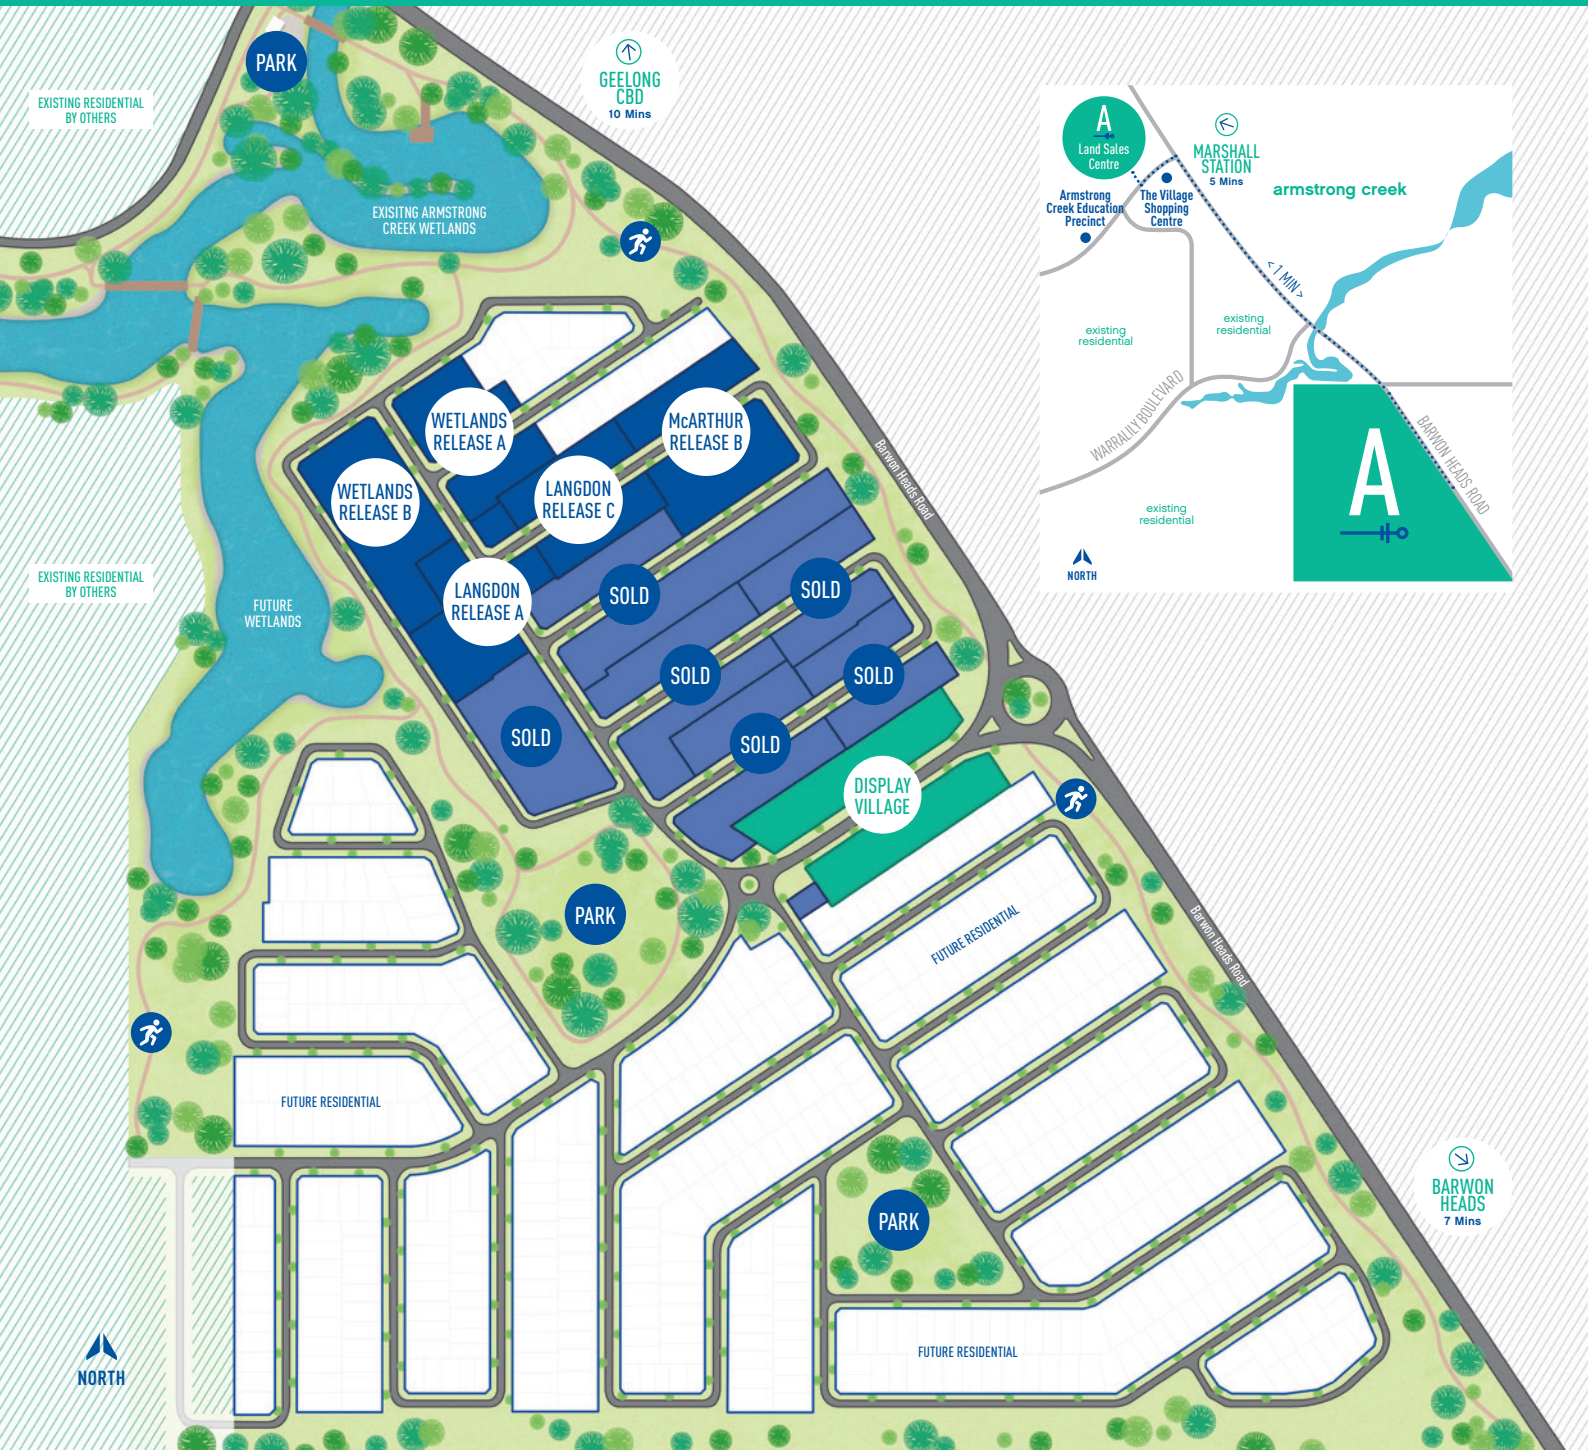 PARK
EXISTING RESIDENTIAL
BY OTHERS
GEELONG
CBD
10 Mins
EXISITNG ARMSTRONG
CREEK WETLANDS
A
Land Sales
Centre
MARSHALL
STATION
5 Mins
armstrong creek
Armstrong
Creek Education
Precinct
The Village
Shopping
Centre
< 1 MIN >
existing
residential
existing
residential
WARRALILY BOULEVARD
BARWON HEADS ROAD
A
existing
residential
NORTH
WETLANDS
RELEASE A
McARTHUR
RELEASE B
WETLANDS
RELEASE B
LANGDON
RELEASE C
Barwon Heads Road
LANGDON
RELEASE A
EXISTING RESIDENTIAL
BY OTHERS
FUTURE
WETLANDS
SOLD
SOLD
SOLD
SOLD
SOLD
SOLD
DISPLAY
VILLAGE
PARK
FUTURE RESIDENTIAL
Barwon Heads Road
FUTURE RESIDENTIAL
PARK
BARWON
HEADS
7 Mins
FUTURE RESIDENTIAL
NORTH